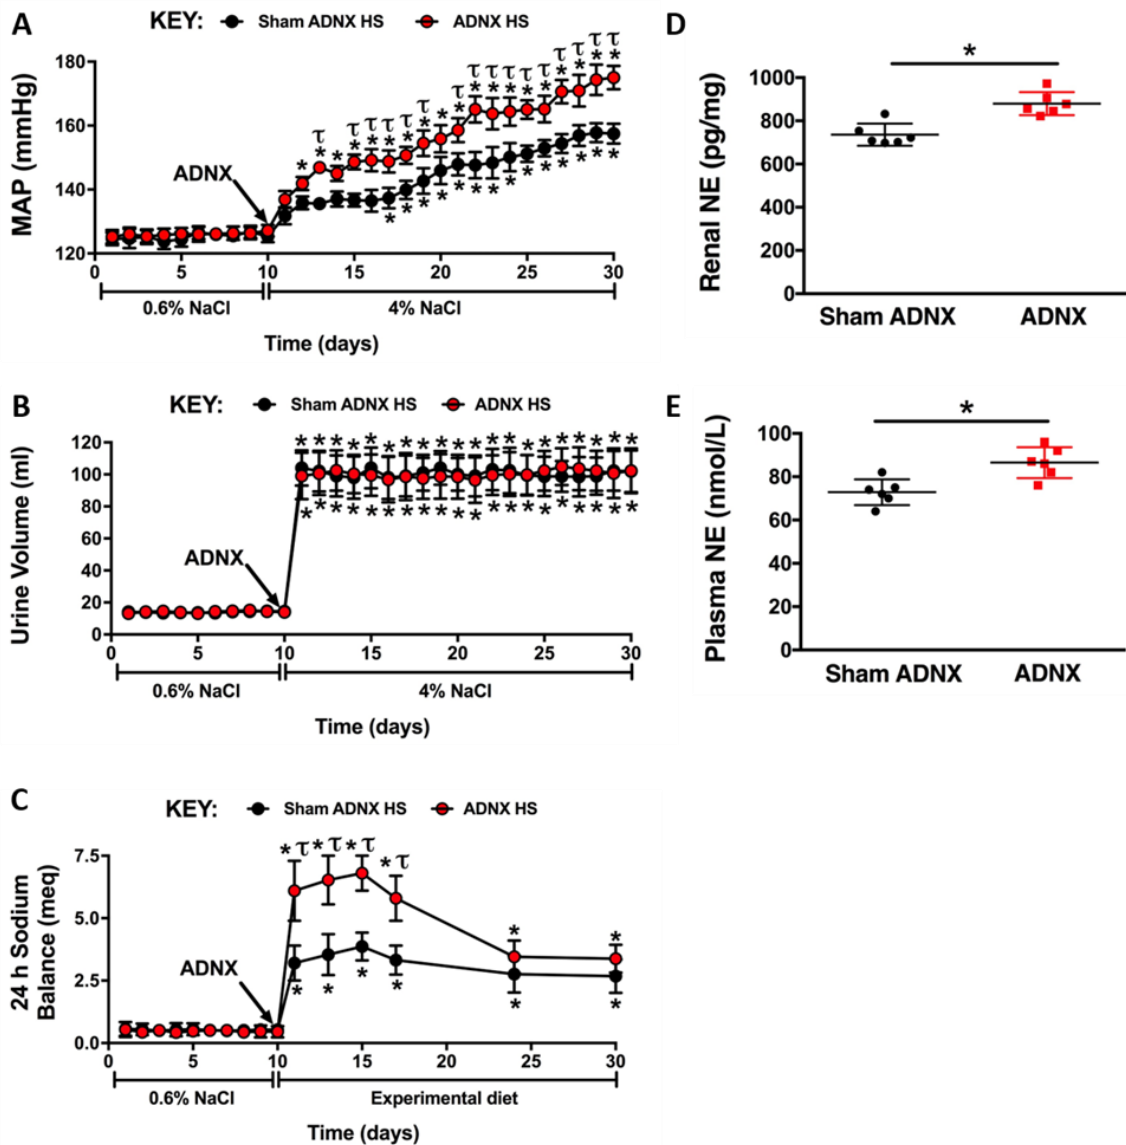 A
KEY: Sham ADNX HS ADNX HS
MAP (mmHg)
180
160
140
120
ADNX
* τ* τ* τ* τ* τ* τ* τ* τ* τ* τ* τ* τ* τ* τ* τ* τ* τ* τ* τ*
* * * * * * * * * * * * * *
0 5 10 15 20 25 30
0.6% NaCl 4% NaCl
Time (days)
B
KEY: Sham ADNX HS ADNX HS
Urine Volume (ml)
120
100
80
60
40
20
0
ADNX
* * * * * * * * * * * * * * * * * * * *
* * * * * * * * * * * * * * * * * * * *
0 5 10 15 20 25 30
0.6% NaCl 4% NaCl
Time (days)
C
KEY: Sham ADNX HS ADNX HS
24 h Sodium
Balance (meq)
7.5
5.0
2.5
0.0
ADNX
*τ *τ *τ *τ * *
* * * * * *
0 5 10 15 20 25 30
0.6% NaCl Experimental diet
Time (days)
D
*
Renal NE (pg/mg)
1000
800
600
400
200
0
Sham ADNX ADNX
E
*
Plasma NE (nmol/L)
100
80
60
40
20
0
Sham ADNX ADNX